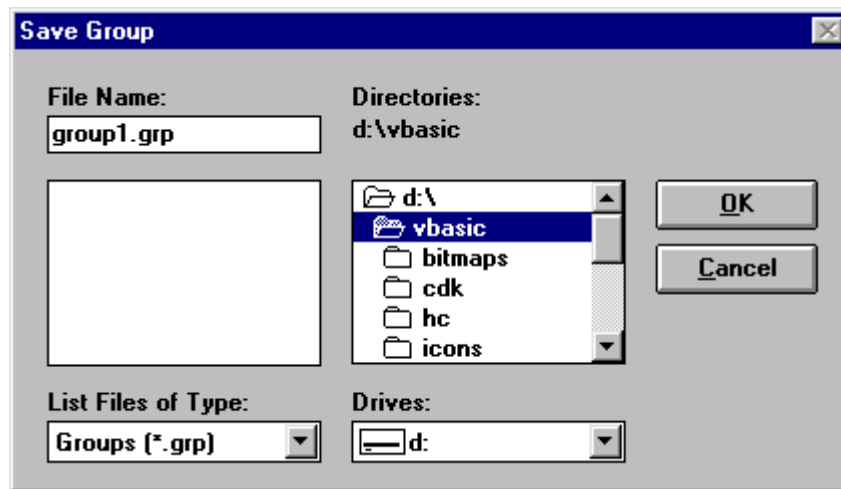 Save Group
File Name:
group1.grp
Directories:
d:\vbasic
d:\
vbasic
bitmaps
cdk
hc
icons
OK
Cancel
List Files of Type:
Groups (*.grp)
Drives:
d: